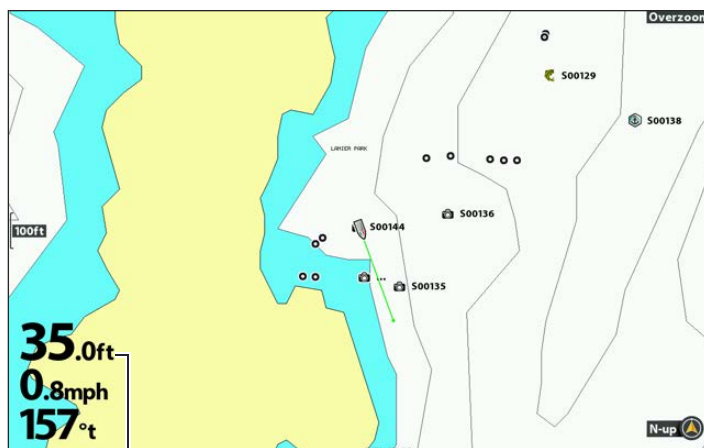 Overzoom
S00129
S00138
LANIER PARK
S00136
S00144
100ft
...
S00135
35.0ft
0.8mph
157°t
N-up